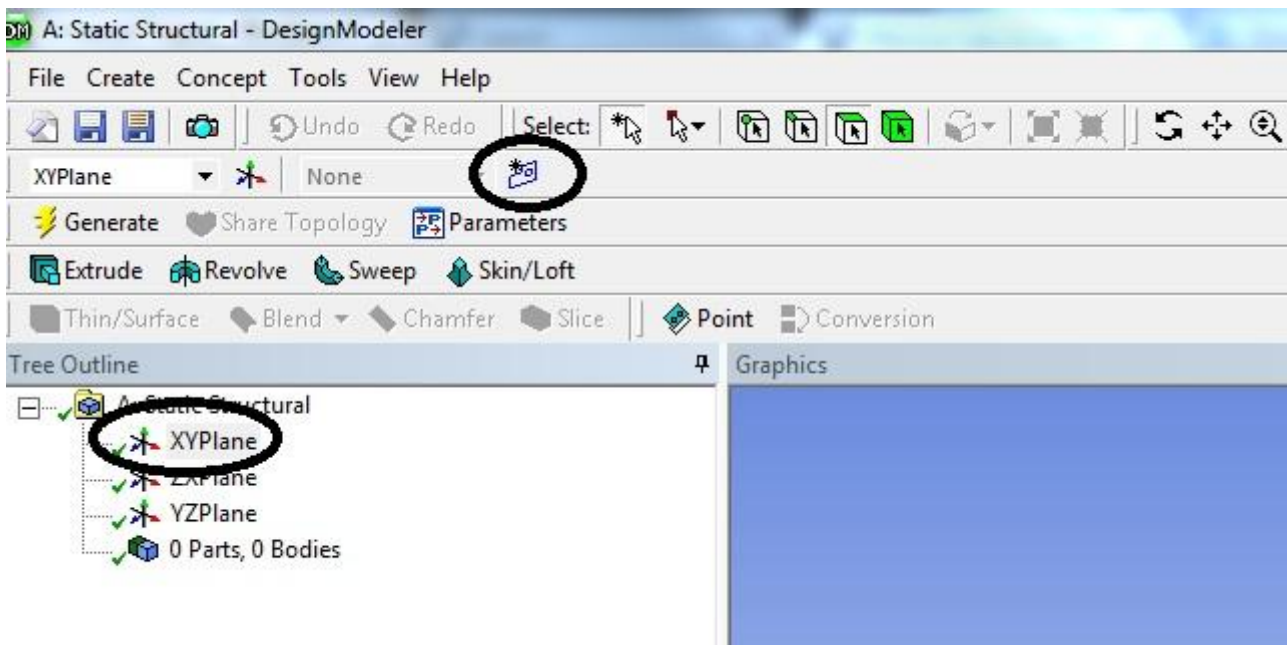 DM A: Static Structural - DesignModeler
File Create Concept Tools View Help
Undo Redo Select:
XYPlane None
Generate Share Topology Parameters
Extrude Revolve Sweep Skin/Loft
Thin/Surface Blend Chamfer Slice Point Conversion
Tree Outline Graphics
A: Static Structural
XYPlane
ZXPlane
YZPlane
0 Parts, 0 Bodies